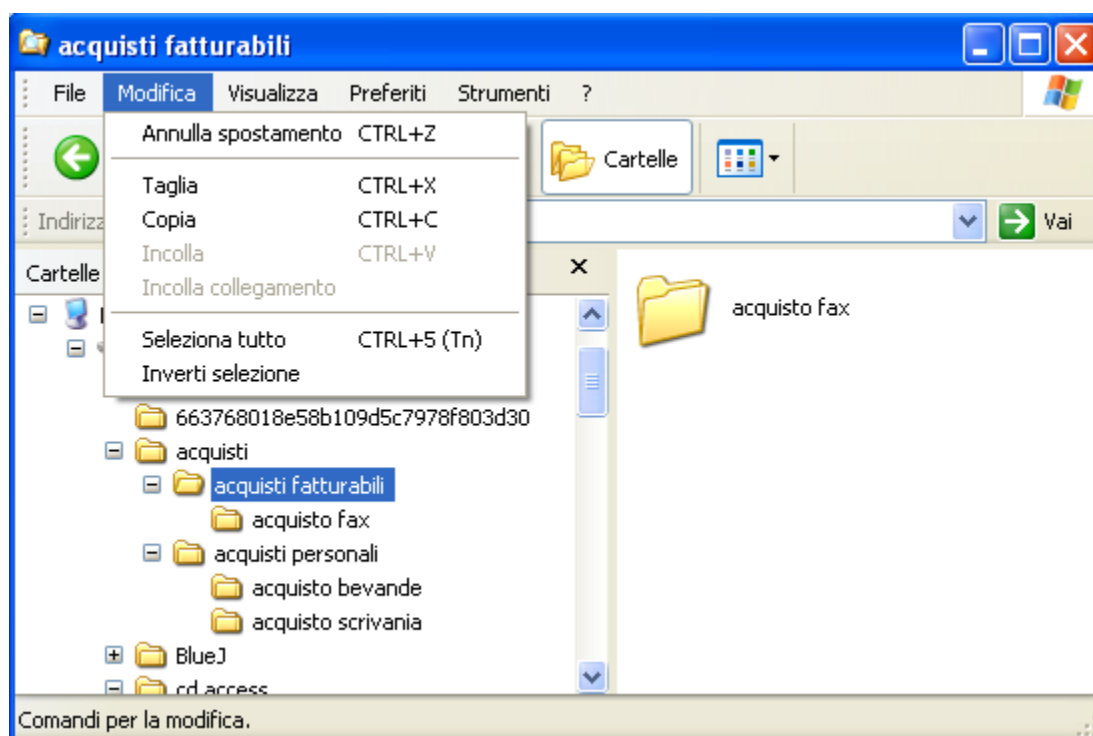 acquisti fatturabili
File Modifica Visualizza Preferiti Strumenti ?
Annulla spostamento CTRL+Z
Cartelle
Taglia CTRL+X
Copia CTRL+C
Vai
Incolla CTRL+V
Cartelle
Incolla collegamento
acquisto fax
Seleziona tutto CTRL+5 (Tn)
Inverti selezione
663768018e58b109d5c7978f803d30
acquisti
acquisti fatturabili
acquisto fax
acquisti personali
acquisto bevande
acquisto scrivania
BlueJ
cd access
Comandi per la modifica.